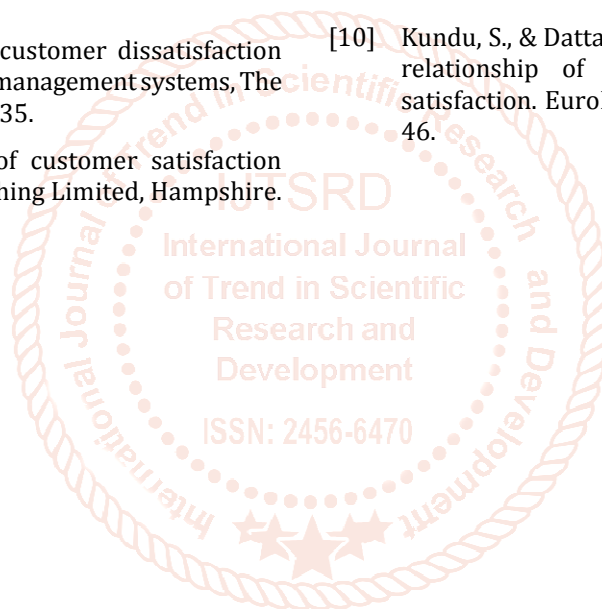 customer dissatisfaction
management systems, The
35.
of customer satisfaction
hing Limited, Hampshire.
[10] Kundu, S., & Datta
relationship of
satisfaction. Euro
46.
International Journal of Trend in Scientific Research and Development
IJTSRD
International Journal
of Trend in Scientific
Research and
Development
ISSN: 2456-6470